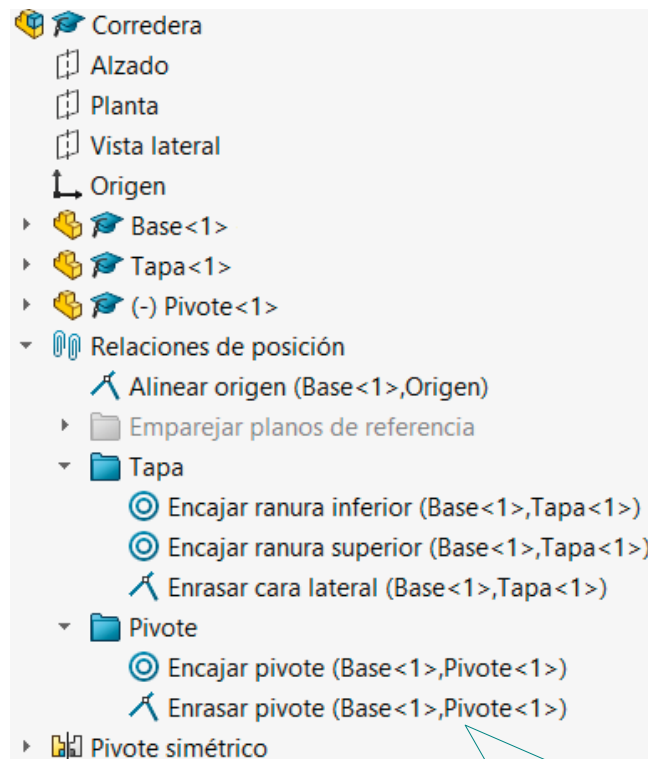 Corredera
Alzado
Planta
Vista lateral
Origen
Base<1>
Tapa<1>
(-) Pivote<1>
Relaciones de posición
Alinear origen (Base<1>,Origen)
Emparejar planos de referencia
Tapa
Encajar ranura inferior (Base<1>,Tapa<1>)
Encajar ranura superior (Base<1>,Tapa<1>)
Enrasar cara lateral (Base<1>,Tapa<1>)
Pivote
Encajar pivote (Base<1>,Pivote<1>)
Enrasar pivote (Base<1>,Pivote<1>)
Pivote simétrico